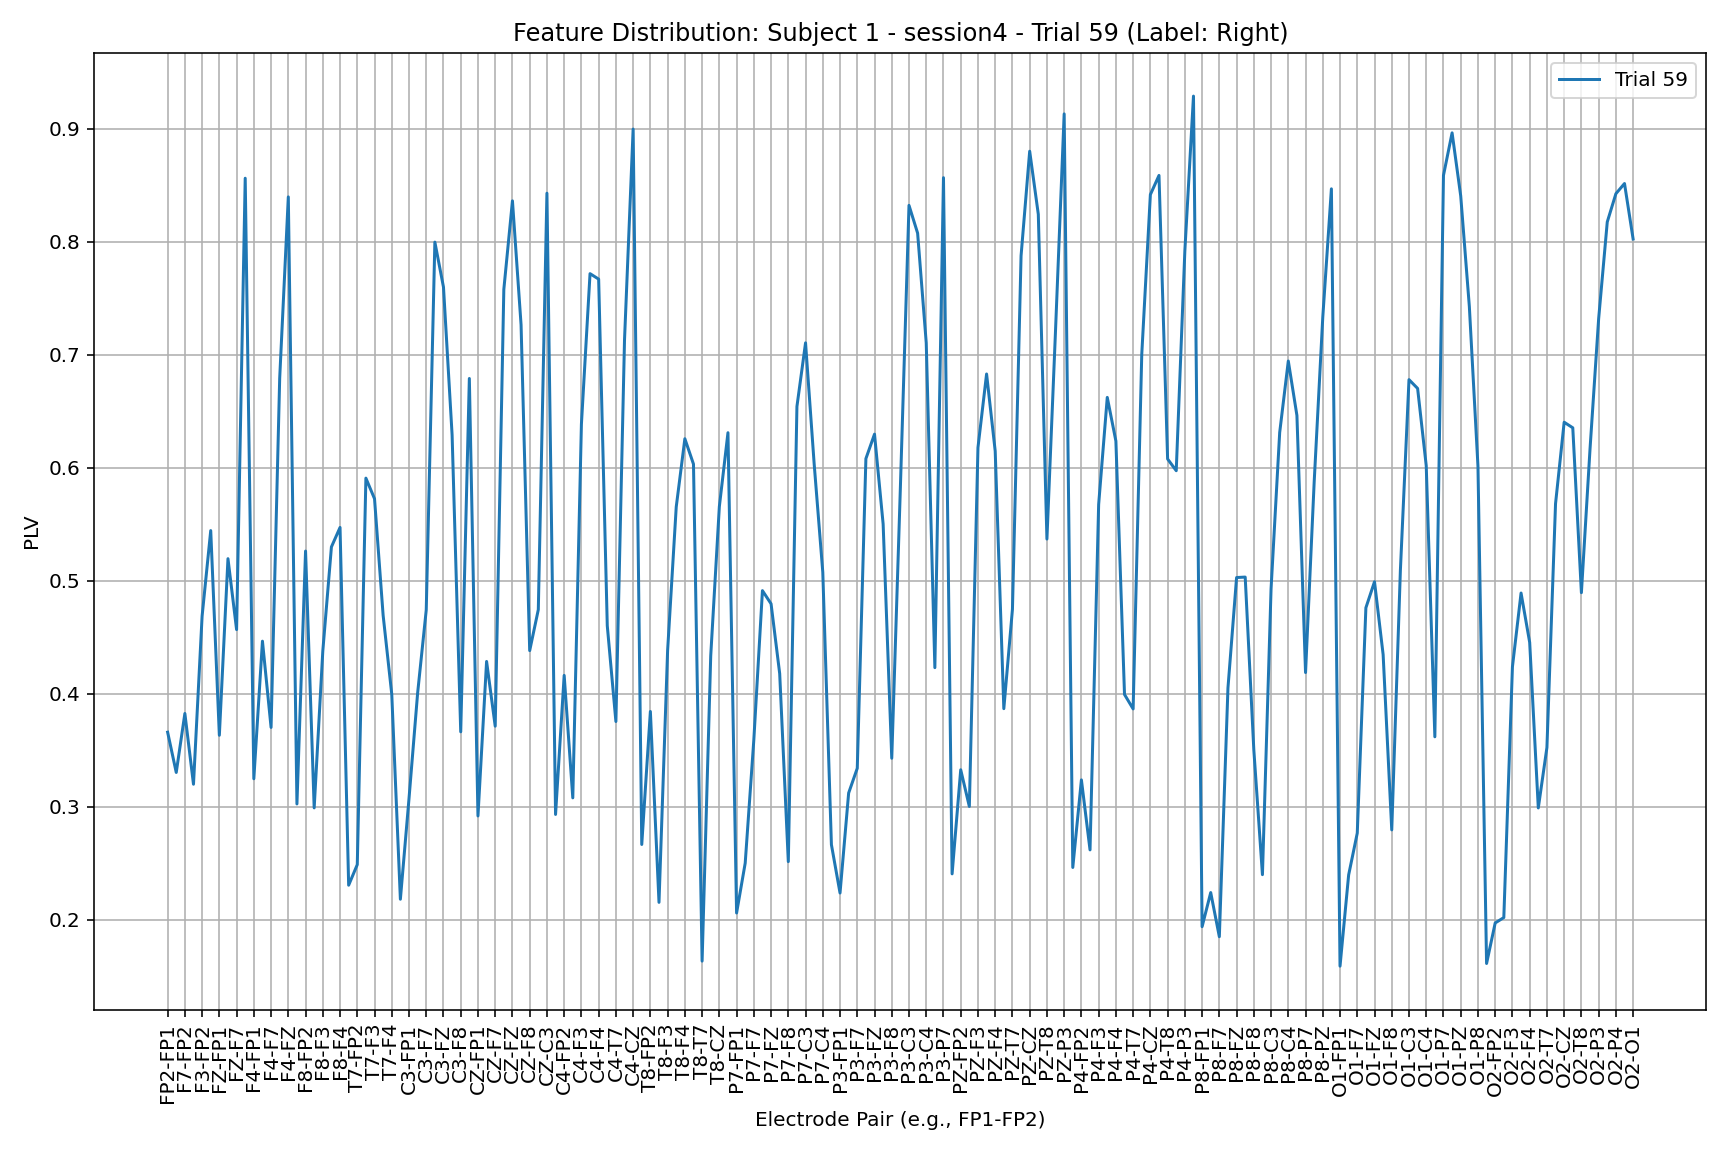 Feature Distribution: Subject 1 - session4 - Trial 59 (Label: Right)
Trial 59
0.9
0.8
0.7
0.6
0.5
0.4
0.3
0.2
PLV
FP2-FP1
F7-FP2
F3-FP2
FZ-FP1
FZ-F7
F4-FP1
F4-F7
F4-FZ
F8-FP2
F8-F3
F8-F4
T7-FP2
T7-F3
T7-F4
C3-FP1
C3-F7
C3-FZ
C3-F8
CZ-FP1
CZ-F7
CZ-FZ
CZ-F8
CZ-C3
C4-FP2
C4-F3
C4-F4
C4-T7
C4-CZ
T8-FP2
T8-F3
T8-F4
T8-T7
T8-CZ
P7-FP1
P7-F7
P7-FZ
P7-F8
P7-C3
P7-C4
P3-FP1
P3-F7
P3-FZ
P3-F8
P3-C3
P3-C4
P3-P7
PZ-FP2
PZ-F3
PZ-F4
PZ-T7
PZ-CZ
PZ-T8
PZ-P3
P4-FP2
P4-F3
P4-F4
P4-T7
P4-CZ
P4-T8
P4-P3
P8-FP1
P8-F7
P8-FZ
P8-F8
P8-C3
P8-C4
P8-P7
P8-PZ
O1-FP1
O1-F7
O1-FZ
O1-F8
O1-C3
O1-C4
O1-P7
O1-PZ
O1-P8
O2-FP2
O2-F3
O2-F4
O2-T7
O2-CZ
O2-T8
O2-P3
O2-P4
O2-O1
Electrode Pair (e.g., FP1-FP2)